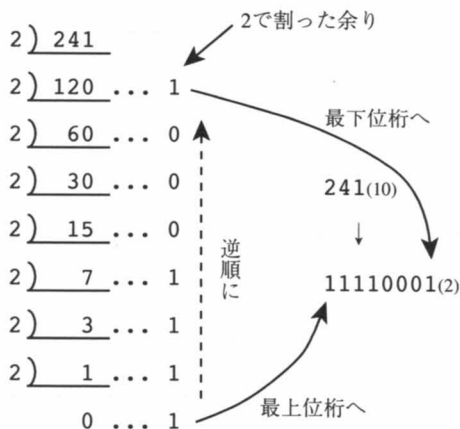 2で割った余り
2) 241
2) 120 ... 1
2) 60 ... 0
2) 30 ... 0
2) 15 ... 0
2) 7 ... 1
2) 3 ... 1
2) 1 ... 1
0 ... 1
逆順に
最下位桁へ
241(10)
↓
11110001(2)
最上位桁へ